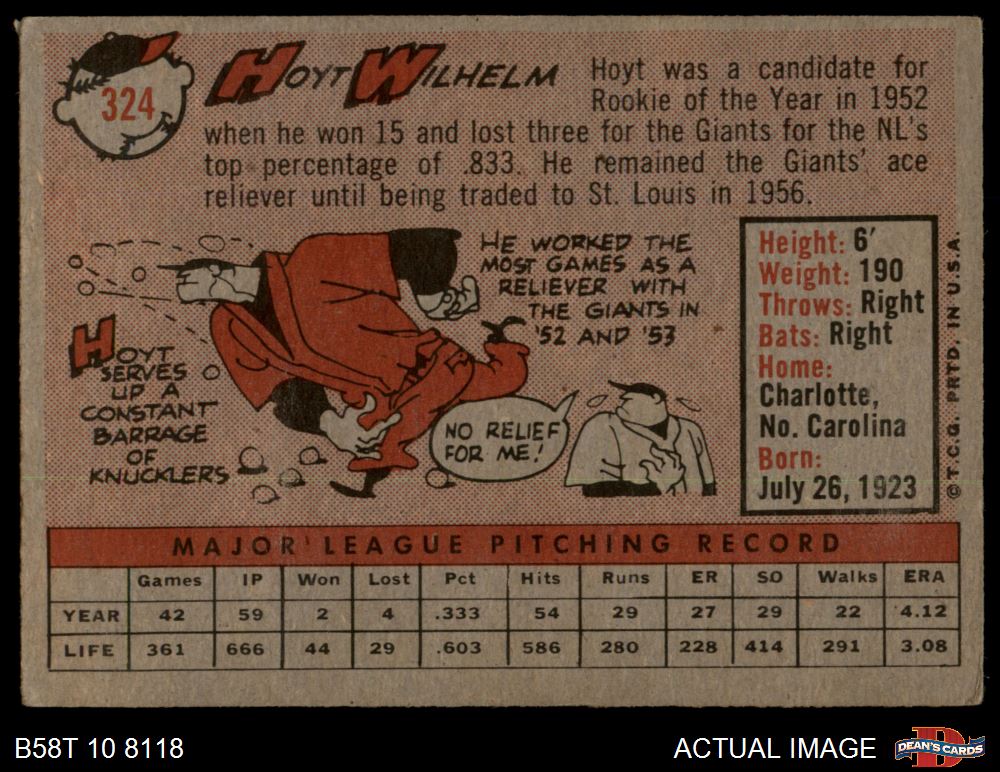 324
HOYT WILHELM
Hoyt was a candidate for
Rookie of the Year in 1952
when he won 15 and lost three for the Giants for the NL's
top percentage of .833. He remained the Giants' ace
reliever until being traded to St. Louis in 1956.
HE WORKED THE
MOST GAMES AS A
RELIEVER WITH
THE GIANTS IN
'52 AND '53
HOYT
SERVES
UP A
CONSTANT
BARRAGE
OF
KNUCKLERS
NO RELIEF
FOR ME!
Height: 6'
Weight: 190
Throws: Right
Bats: Right
Home:
Charlotte,
No. Carolina
Born:
July 26, 1923
© T.C.G. PRTD. IN U.S.A.
MAJOR LEAGUE PITCHING RECORD
Games IP Won Lost Pct Hits Runs ER SO Walks ERA
YEAR 42 59 2 4 .333 54 29 27 29 22 4.12
LIFE 361 666 44 29 .603 586 280 228 414 291 3.08
B58T 10 8118
ACTUAL IMAGE
DEAN'S CARDS